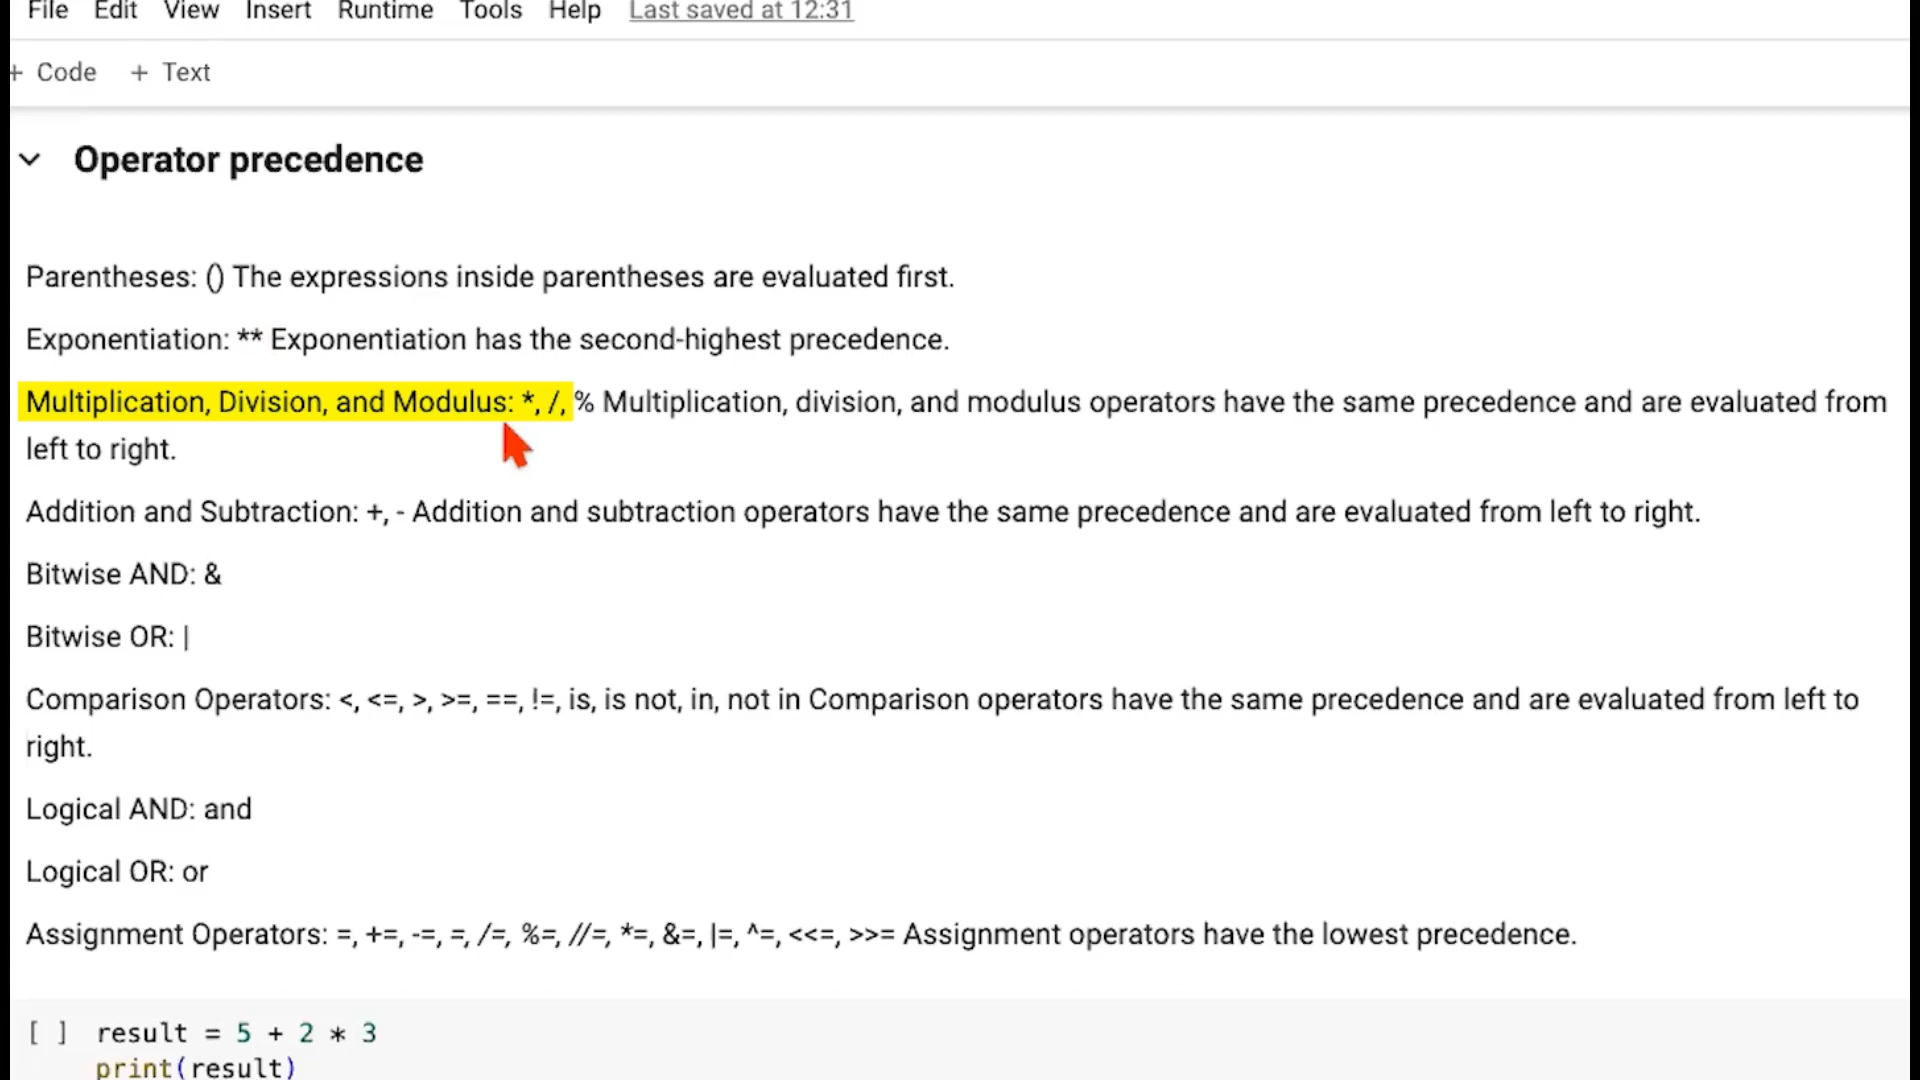 File Edit View Insert Runtime Tools Help Last saved at 12:31
+ Code + Text
Operator precedence
Parentheses: () The expressions inside parentheses are evaluated first.
Exponentiation: ** Exponentiation has the second-highest precedence.
Multiplication, Division, and Modulus: *, /, % Multiplication, division, and modulus operators have the same precedence and are evaluated from
left to right.
Addition and Subtraction: +, - Addition and subtraction operators have the same precedence and are evaluated from left to right.
Bitwise AND: &
Bitwise OR: |
Comparison Operators: <, <=, >, >=, ==, !=, is, is not, in, not in Comparison operators have the same precedence and are evaluated from left to
right.
Logical AND: and
Logical OR: or
Assignment Operators: =, +=, -=, =, /=, %=, //=, *=, &=, |=, ^=, <<=, >>= Assignment operators have the lowest precedence.
[ ] result = 5 + 2 * 3
print(result)